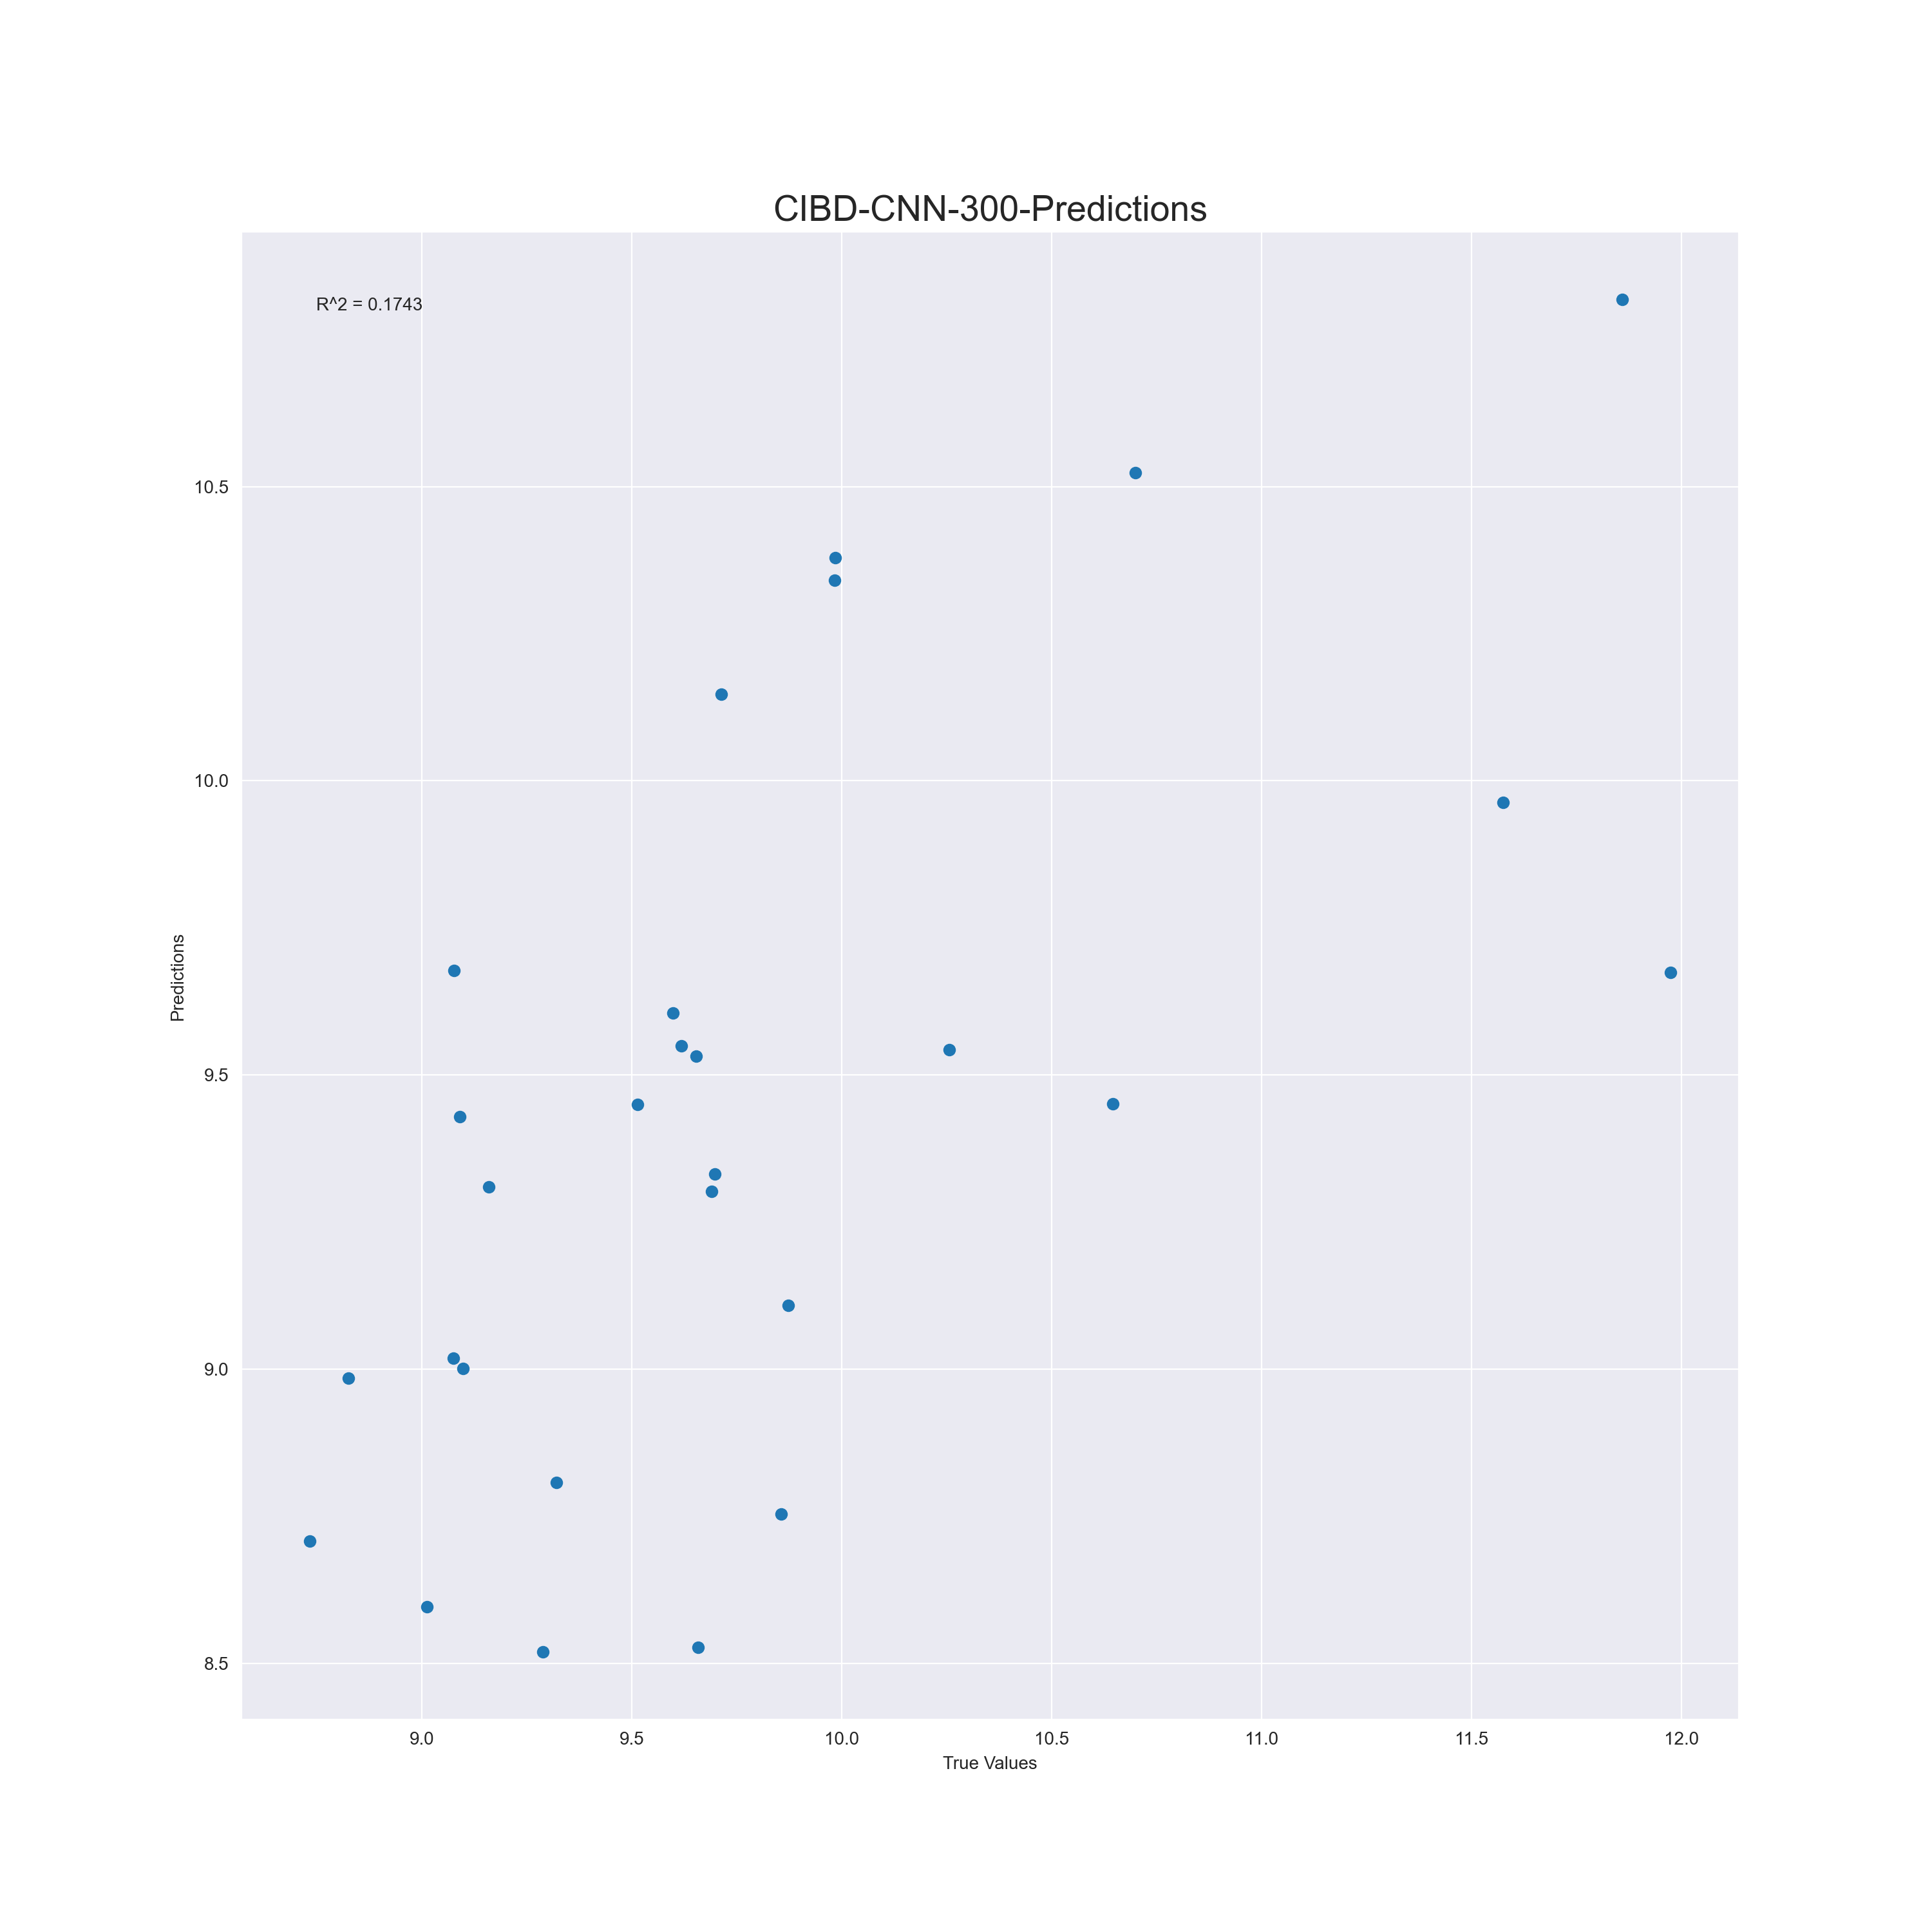 CIBD-CNN-300-Predictions
R^2 = 0.1743
10.5
10.0
9.5
9.0
8.5
Predictions
9.0 9.5 10.0 10.5 11.0 11.5 12.0
True Values